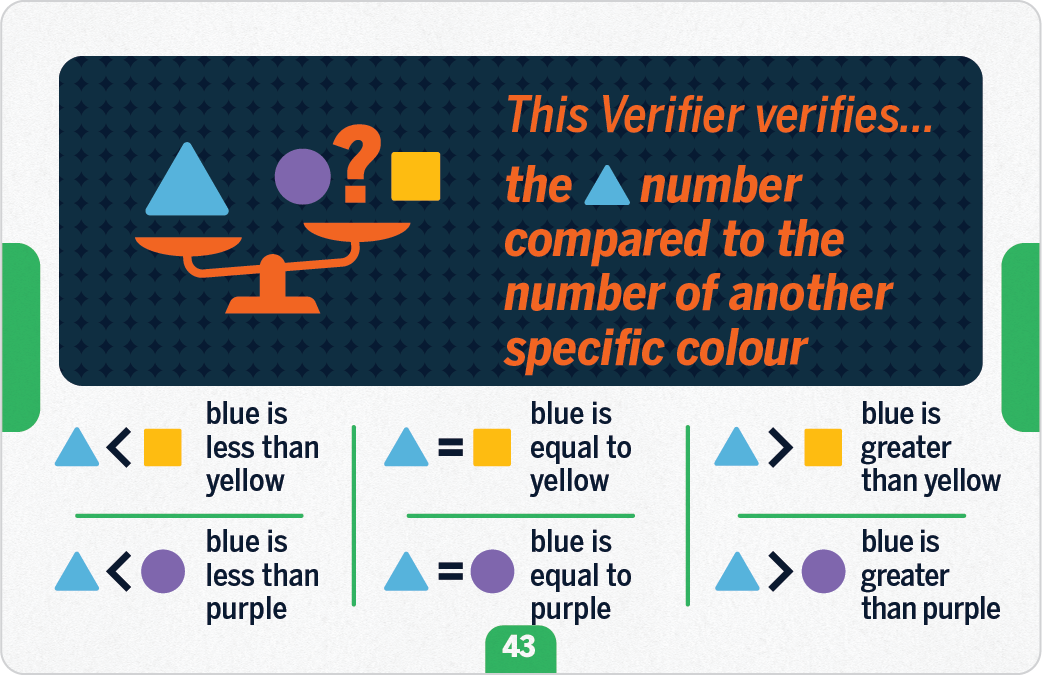 This Verifier verifies...
the number
compared to the
number of another
specific colour
?
blue is
less than
yellow
<
blue is
equal to
yellow
=
blue is
greater
than yellow
>
blue is
less than
purple
<
blue is
equal to
purple
=
blue is
greater
than purple
>
43